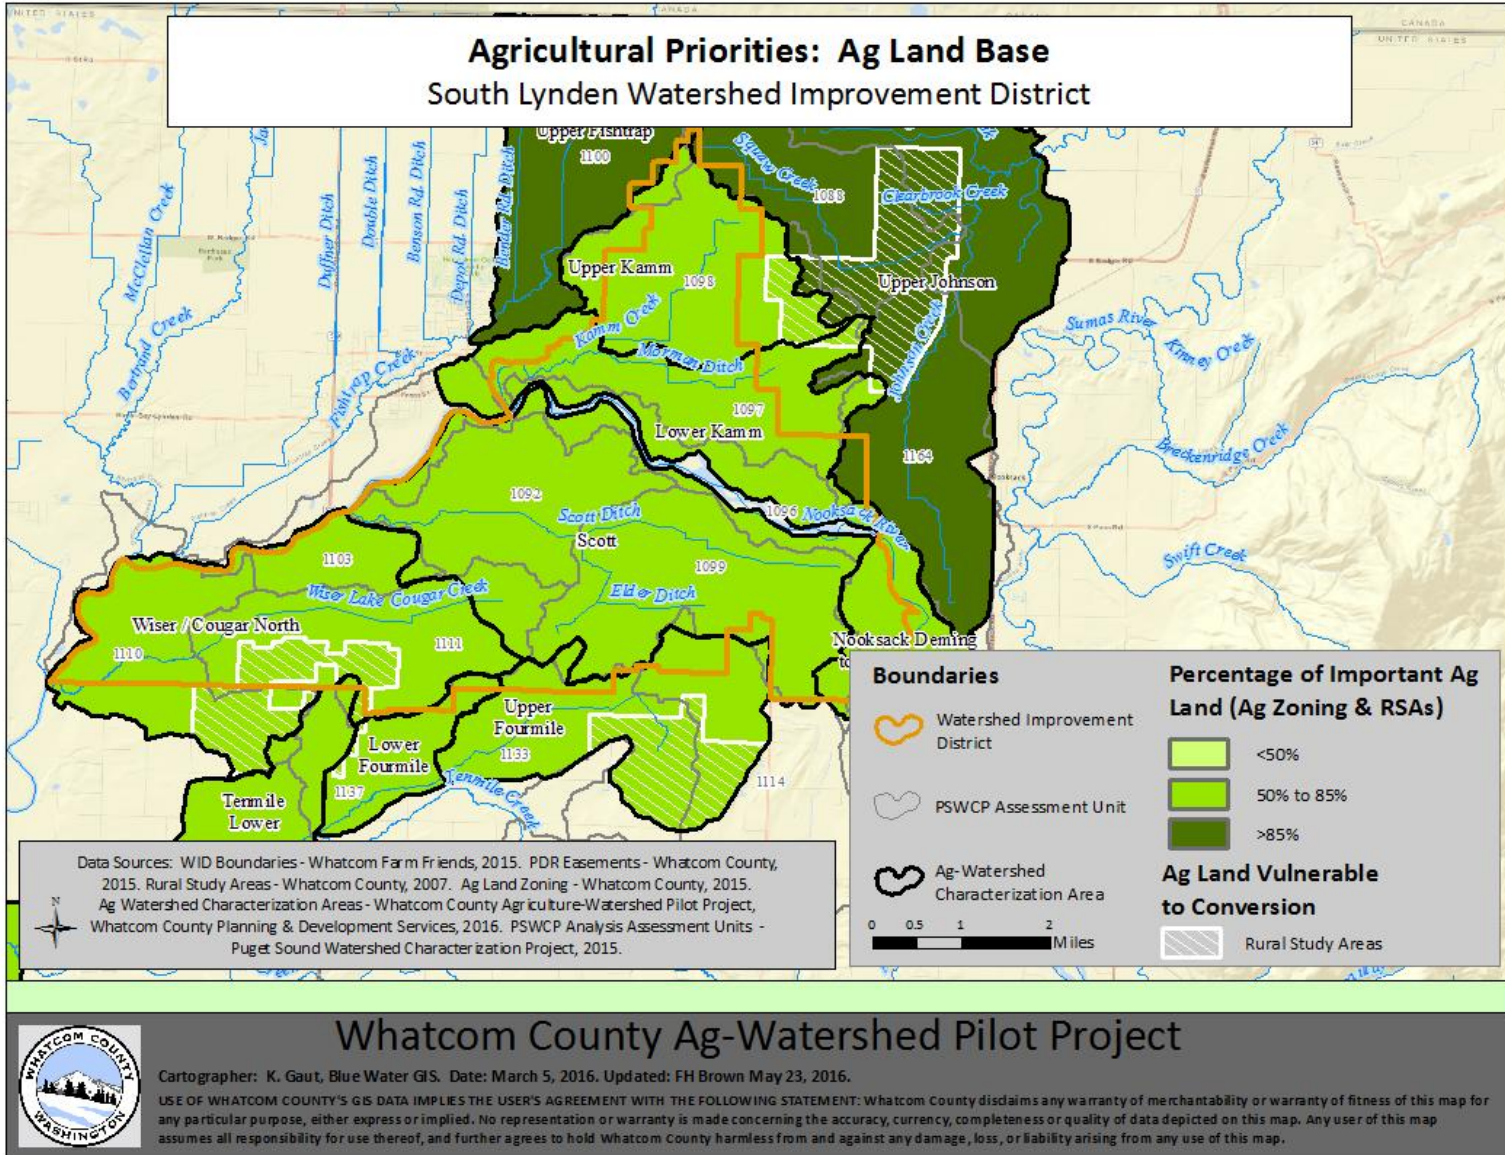 UNITED STATES
CANADA
CANADA
UNITED STATES
Agricultural Priorities: Ag Land Base
South Lynden Watershed Improvement District
Upper Fishtrap
1100
Squaw Creek
1088
Clearbrook Creek
McClellan Creek
Bertrand Creek
Duffner Ditch
Double Ditch
Benson Rd. Ditch
Depot Rd. Ditch
Bender Rd. Ditch
Fishtrap Creek
Upper Kamm
1098
Upper Johnson
Johnson Creek
Kamm Creek
Mormon Ditch
Sumas River
Kinney Creek
1097
Lower Kamm
1164
Breckenridge Creek
1092
Scott Ditch
Scott
1096
Nooksack River
Swift Creek
1103
1099
Wiser Lake Cougar Creek
Elder Ditch
Wiser / Cougar North
1110
1111
Nooksack Deming
to
Upper
Fourmile
1133
Lower
Fourmile
1137
Tenmile Creek
1114
Tenmile
Lower
Boundaries
Watershed Improvement
District
PSWCP Assessment Unit
Ag-Watershed
Characterization Area
0 0.5 1 2
Miles
Percentage of Important Ag
Land (Ag Zoning & RSAs)
<50%
50% to 85%
>85%
Ag Land Vulnerable
to Conversion
Rural Study Areas
Data Sources: WID Boundaries - Whatcom Farm Friends, 2015. PDR Easements - Whatcom County,
2015. Rural Study Areas - Whatcom County, 2007. Ag Land Zoning - Whatcom County, 2015.
Ag Watershed Characterization Areas - Whatcom County Agriculture-Watershed Pilot Project,
Whatcom County Planning & Development Services, 2016. PSWCP Analysis Assessment Units -
Puget Sound Watershed Characterization Project, 2015.
N
Whatcom County Ag-Watershed Pilot Project
WHATCOM COUNTY
WASHINGTON
Cartographer: K. Gaut, Blue Water GIS. Date: March 5, 2016. Updated: FH Brown May 23, 2016.
USE OF WHATCOM COUNTY'S GIS DATA IMPLIES THE USER'S AGREEMENT WITH THE FOLLOWING STATEMENT: Whatcom County disclaims any warranty of merchantability or warranty of fitness of this map for
any particular purpose, either express or implied. No representation or warranty is made concerning the accuracy, currency, completeness or quality of data depicted on this map. Any user of this map
assumes all responsibility for use thereof, and further agrees to hold Whatcom County harmless from and against any damage, loss, or liability arising from any use of this map.